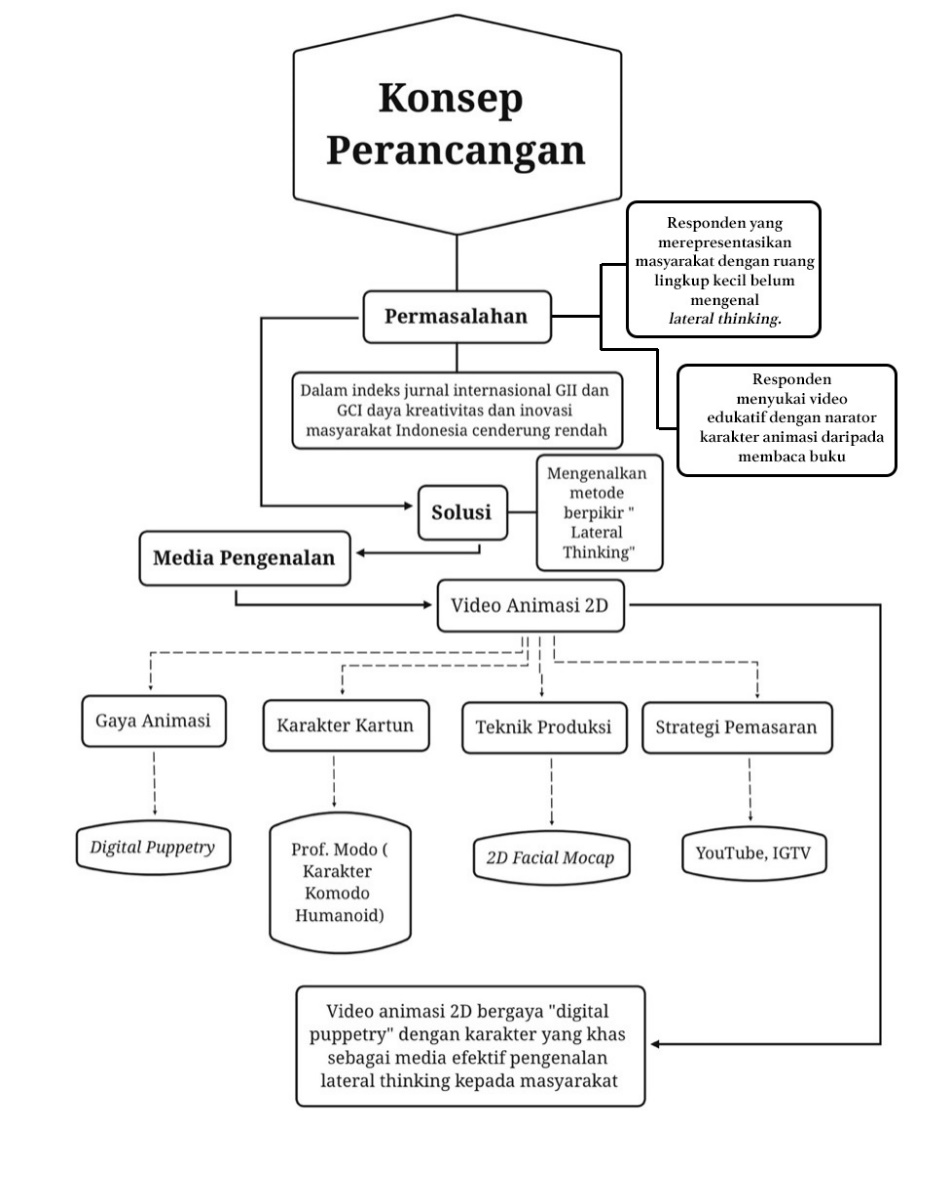 Konsep
Perancangan
Responden yang
merepresentasikan
masyarakat dengan ruang
lingkup kecil belum
mengenal
lateral thinking.
Permasalahan
Responden
menyukai video
edukatif dengan narator
karakter animasi daripada
membaca buku
Dalam indeks jurnal internasional GII dan
GCI daya kreativitas dan inovasi
masyarakat Indonesia cenderung rendah
Solusi
Mengenalkan
metode
berpikir "
Lateral
Thinking"
Media Pengenalan
Video Animasi 2D
Gaya Animasi
Karakter Kartun
Teknik Produksi
Strategi Pemasaran
Digital Puppetry
Prof. Modo (
Karakter
Komodo
Humanoid)
2D Facial Mocap
YouTube, IGTV
Video animasi 2D bergaya "digital
puppetry" dengan karakter yang khas
sebagai media efektif pengenalan
lateral thinking kepada masyarakat